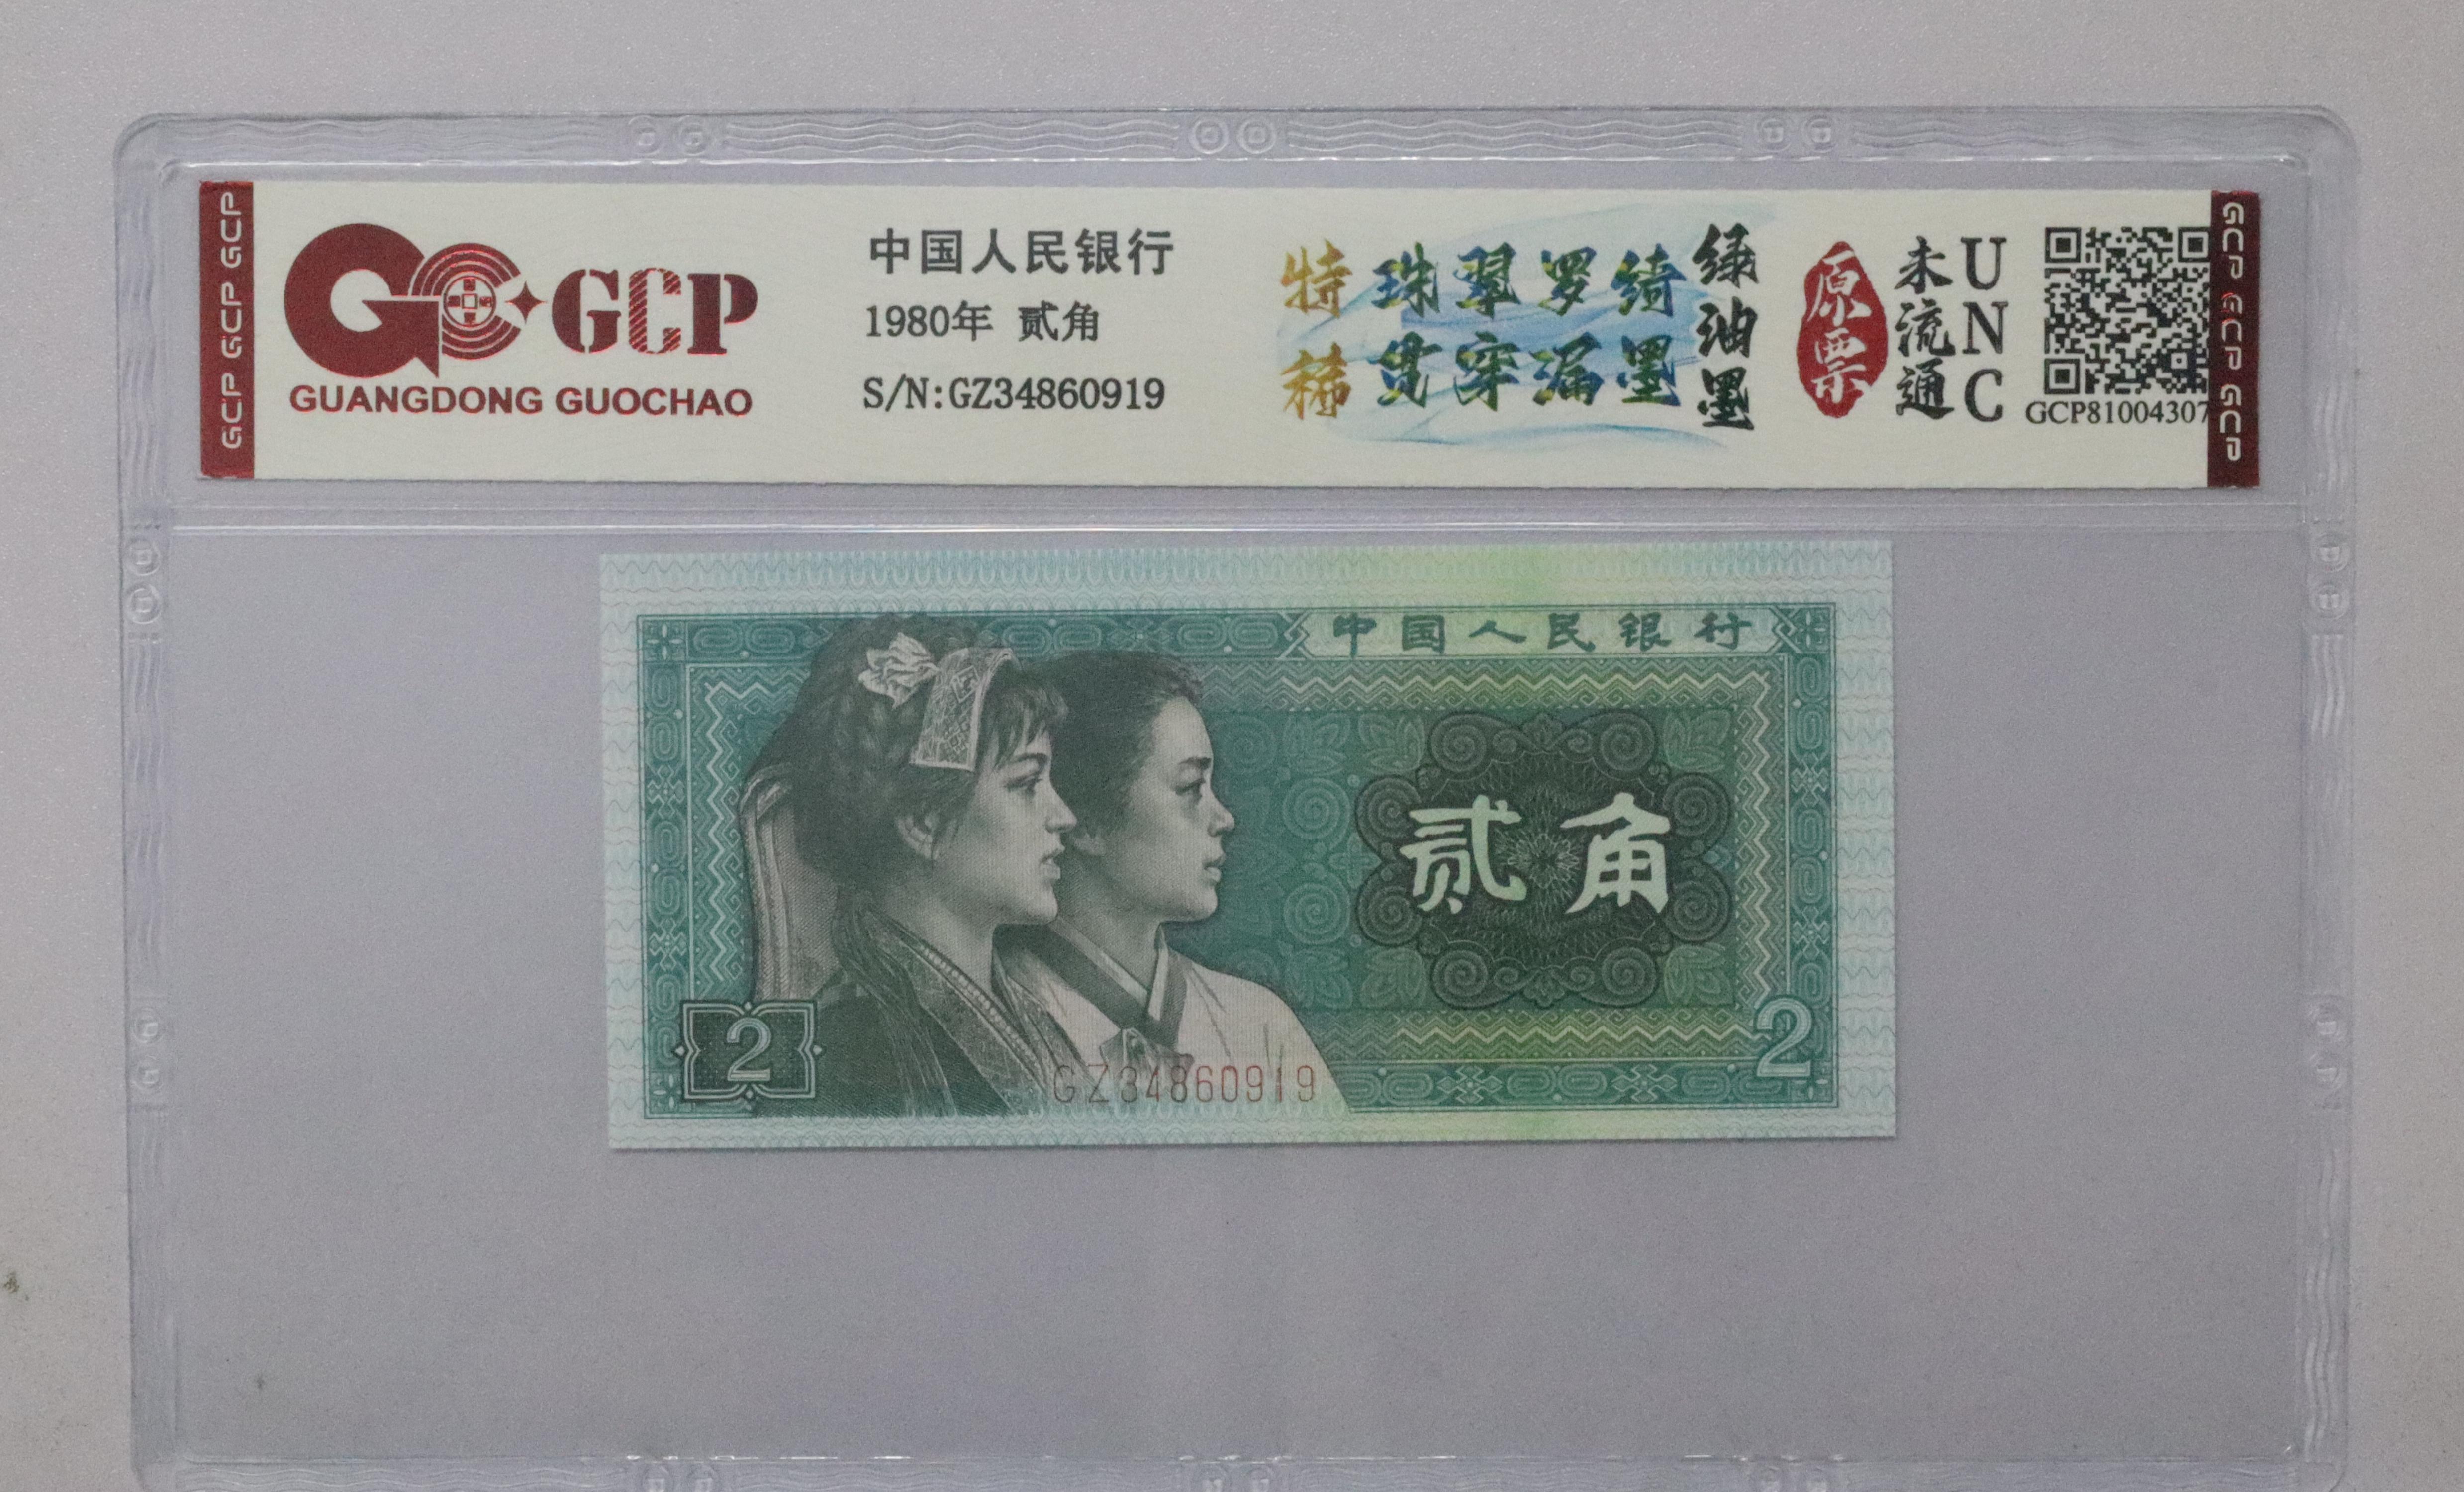 GCP GCP GCP
GCP
GUANGDONG GUOCHAO
中国人民银行
1980年 贰角
S/N:GZ34860919
特稀
珠翠罗绮
贯穿漏墨
绿油墨
原票
未流通
UNC
GCP81004307
GCP GCP GCP
中国人民银行
贰角
2
GZ34860919
2